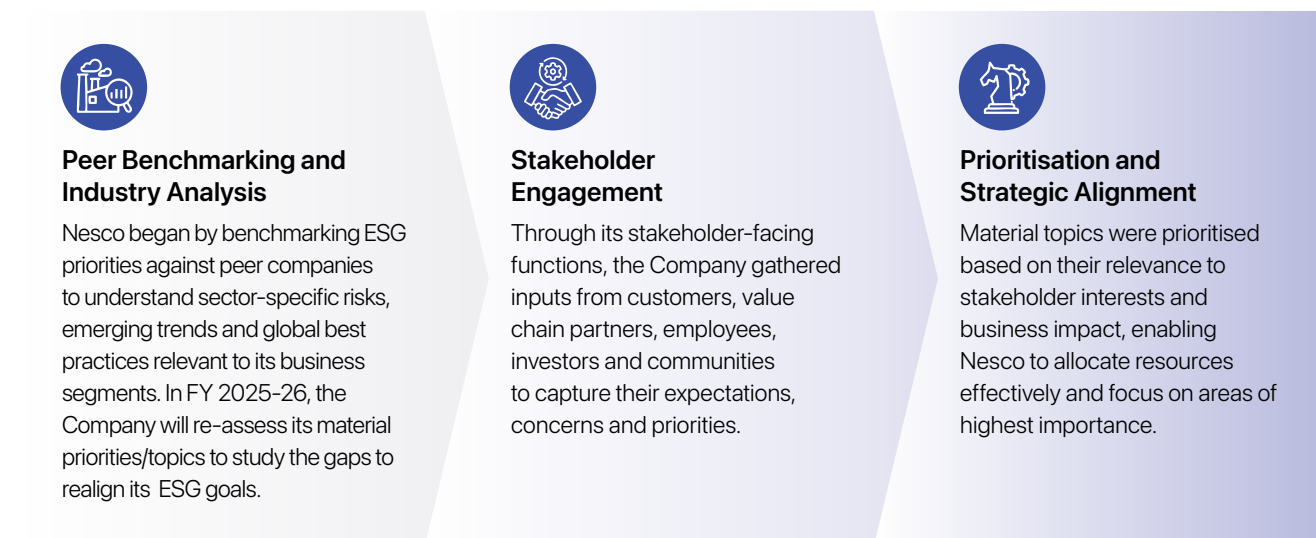 Peer Benchmarking and
Industry Analysis
Nesco began by benchmarking ESG
priorities against peer companies
to understand sector-specific risks,
emerging trends and global best
practices relevant to its business
segments. In FY 2025-26, the
Company will re-assess its material
priorities/topics to study the gaps to
realign its ESG goals.
Stakeholder
Engagement
Through its stakeholder-facing
functions, the Company gathered
inputs from customers, value
chain partners, employees,
investors and communities
to capture their expectations,
concerns and priorities.
Prioritisation and
Strategic Alignment
Material topics were prioritised
based on their relevance to
stakeholder interests and
business impact, enabling
Nesco to allocate resources
effectively and focus on areas of
highest importance.